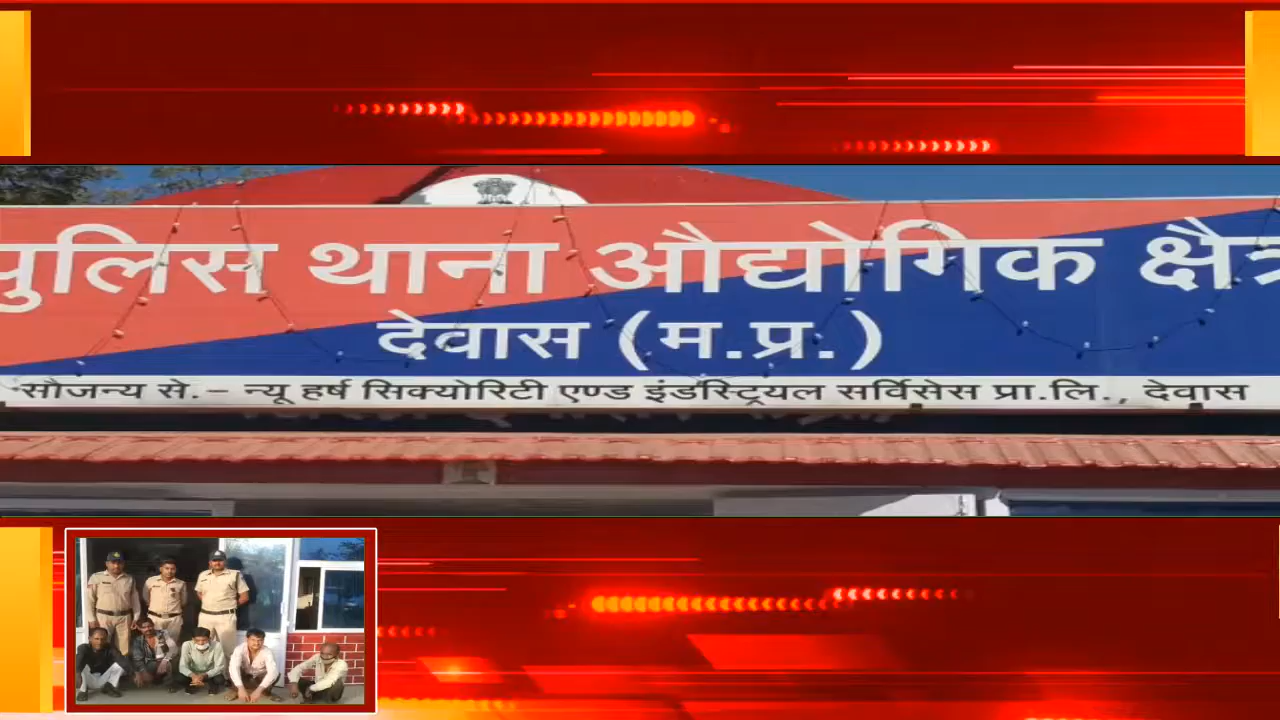 पुलिस थाना औद्योगिक क्षैत्र
देवास (म.प्र.)
सौजन्य से.- न्यू हर्ष सिक्योरिटी एण्ड इंडस्ट्रियल सर्विसेस प्रा.लि., देवास